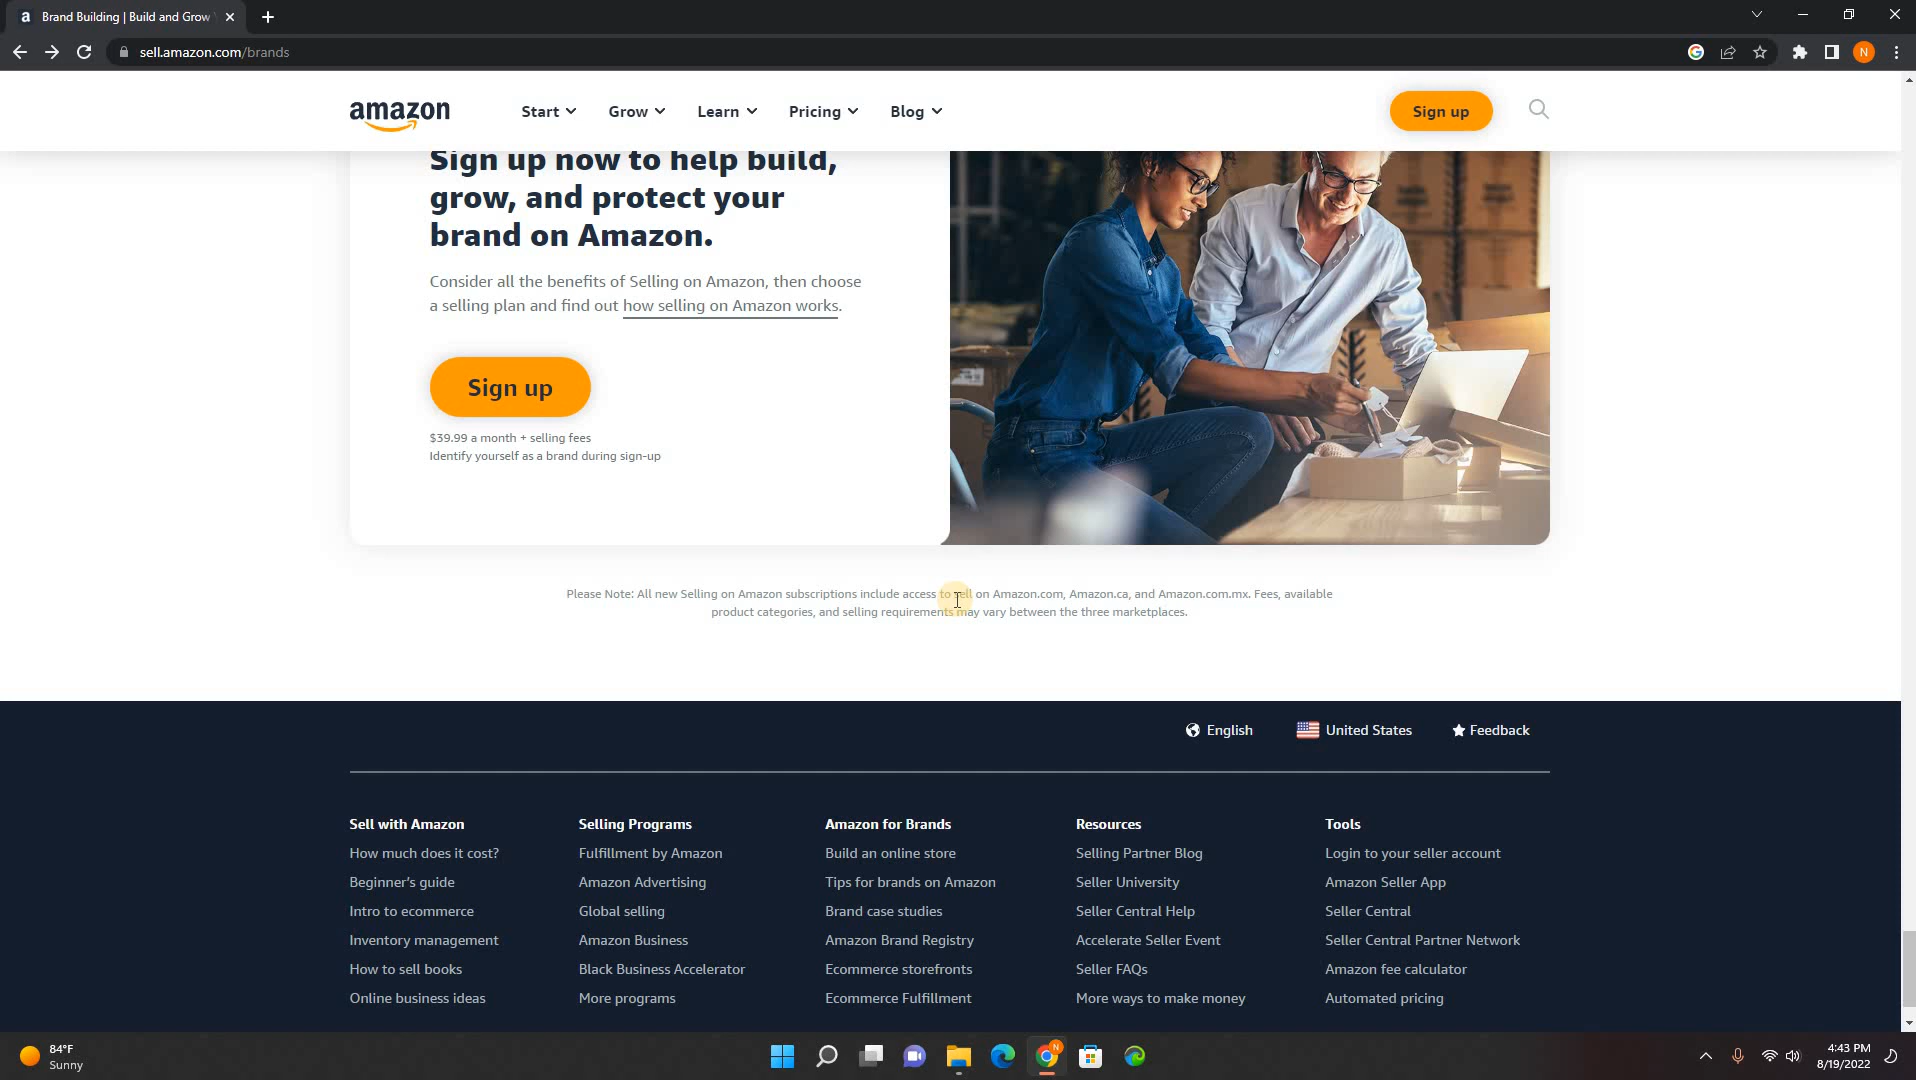 Brand Building | Build and Grow
sell.amazon.com/brands
N
amazon
Start
Grow
Learn
Pricing
Blog
Sign up
Sign up now to help build,
grow, and protect your
brand on Amazon.
Consider all the benefits of Selling on Amazon, then choose
a selling plan and find out how selling on Amazon works.
Sign up
$39.99 a month + selling fees
Identify yourself as a brand during sign-up
Please Note: All new Selling on Amazon subscriptions include access to sell on Amazon.com, Amazon.ca, and Amazon.com.mx. Fees, available
product categories, and selling requirements may vary between the three marketplaces.
English
United States
Feedback
Sell with Amazon
How much does it cost?
Beginner’s guide
Intro to ecommerce
Inventory management
How to sell books
Online business ideas
Selling Programs
Fulfillment by Amazon
Amazon Advertising
Global selling
Amazon Business
Black Business Accelerator
More programs
Amazon for Brands
Build an online store
Tips for brands on Amazon
Brand case studies
Amazon Brand Registry
Ecommerce storefronts
Ecommerce Fulfillment
Resources
Selling Partner Blog
Seller University
Seller Central Help
Accelerate Seller Event
Seller FAQs
More ways to make money
Tools
Login to your seller account
Amazon Seller App
Seller Central
Seller Central Partner Network
Amazon fee calculator
Automated pricing
84°F
Sunny
4:43 PM
8/19/2022